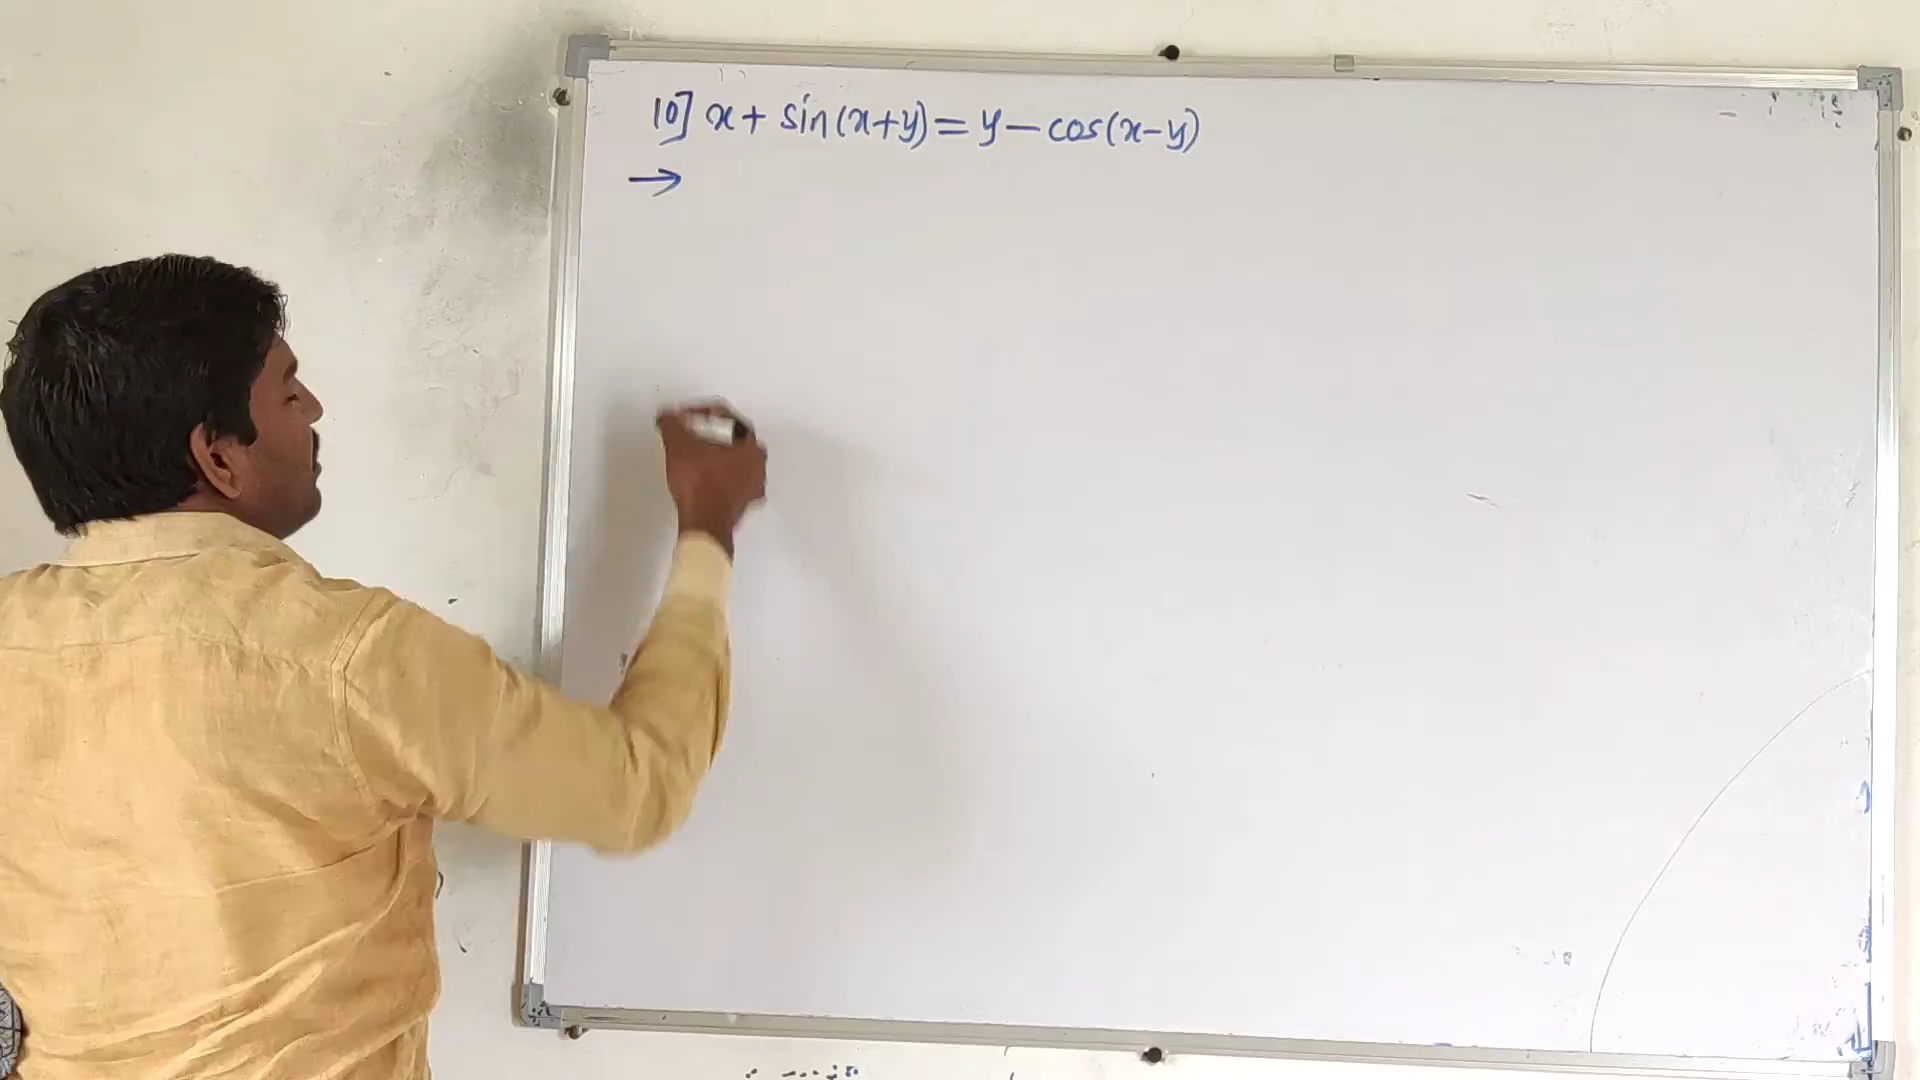 10] x + sin(x+y) = y - cos(x-y)
→